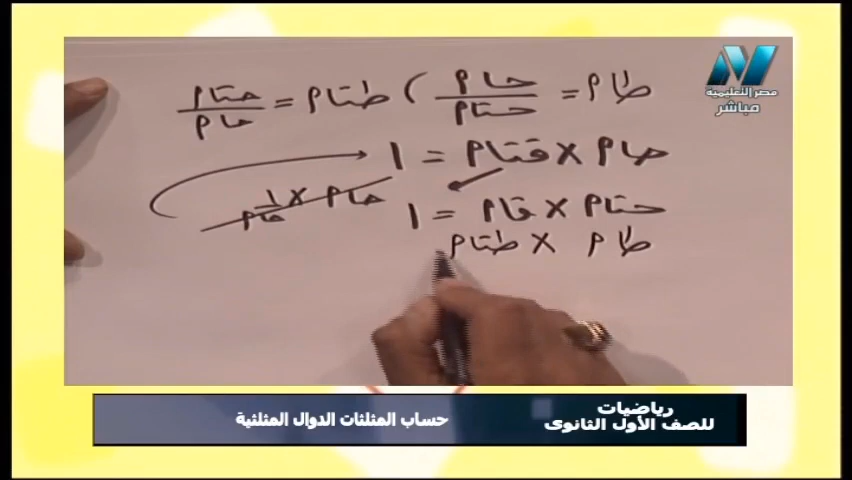 طا م = حا م / حتا م ، طتا م = حتا م / حا م
حا م × قتا م = ١
حا م × ١ / حا م
حتا م × قا م = ١
طا م × طتا م
مصر التعليمية
مباشر
رياضيات
للصف الأول الثانوى
حساب المثلثات الدوال المثلثية